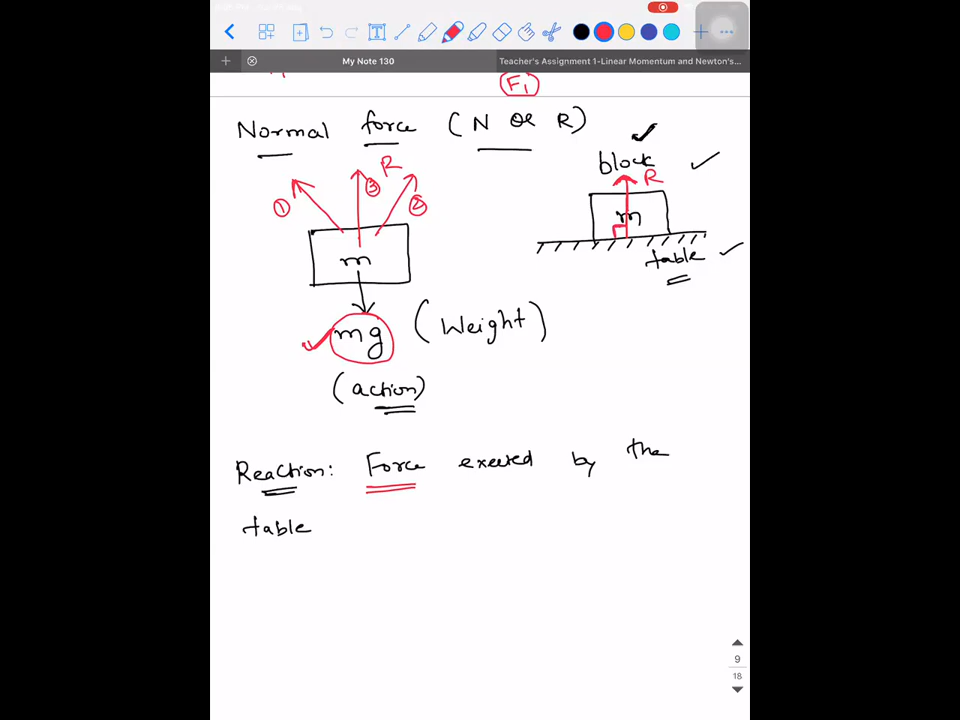 My Note 130
Teacher's Assignment 1-Linear Momentum and Newton's...
F1
Normal force (N or R)
block
R
R
1
3
2
m
m
table
mg (Weight)
(action)
Reaction: Force exerted by the
table
9
18